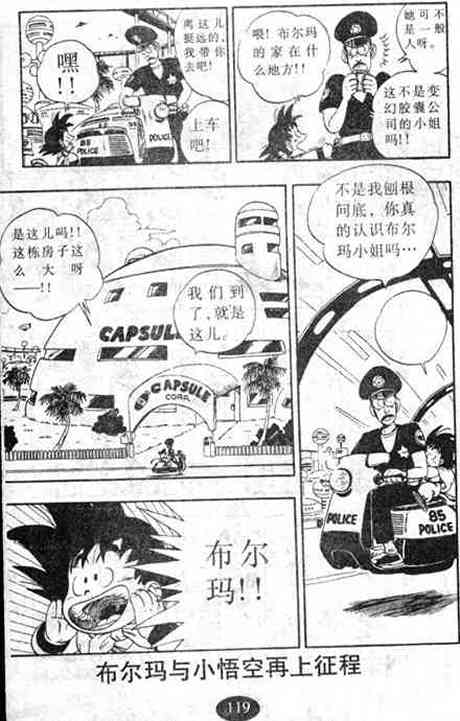 她可不
是一般
人呀。
这不是变
幻胶囊公
司的小姐
吗!!
喂!布尔玛
的家在什
么地方!!
离这儿
挺远的,
我带你
去吧!
上车
吧!
嘿
!!
POLICE
85
POLICE
不是我刨根
问底,你真
的认识布尔
玛小姐吗…
POLICE
85
POLICE
我们到
了,就是
这儿。
是这儿吗!!
这栋房子这
么大呀
——!!
CAPSUL
CAPSULE
CORP.
布尔
玛!!
布尔玛与小悟空再上征程
119